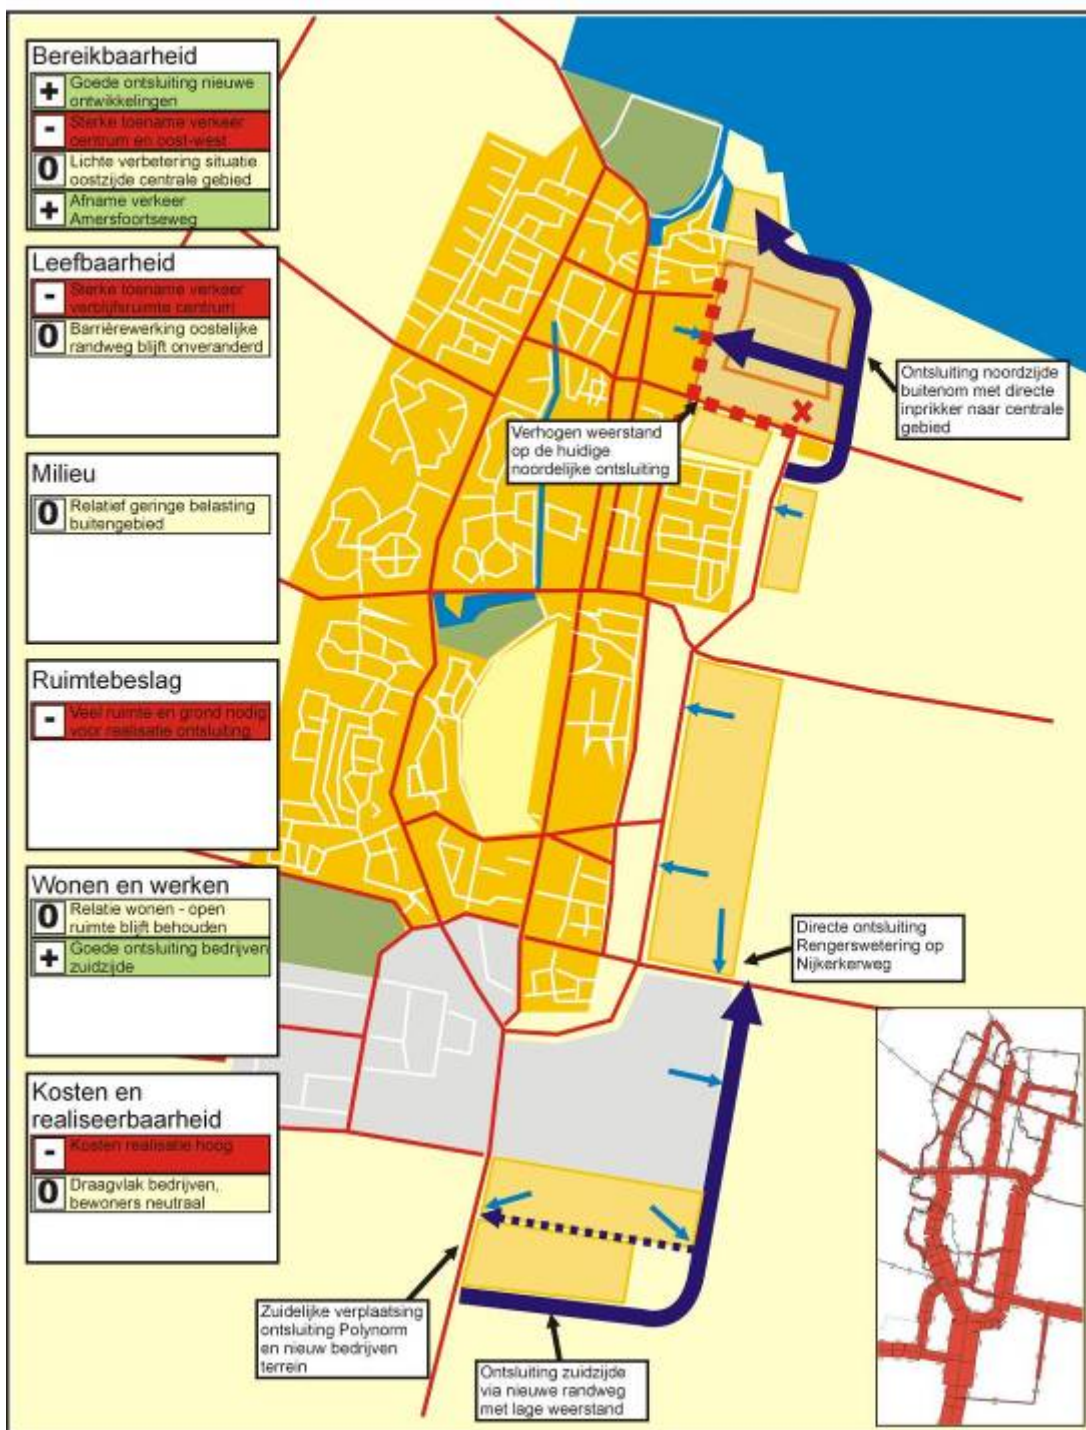 Bereikbaarheid
+ Goede ontsluiting nieuwe
ontwikkelingen
- Sterke toename verkeer
centrum en oost-west
0 Lichte verbetering situatie
oostzijde centrale gebied
+ Afname verkeer
Amersfoortseweg
Leefbaarheid
- Sterke toename verkeer
verblijfsruimte centrum
0 Barrièrewerking oostelijke
randweg blijft onveranderd
Milieu
0 Relatief geringe belasting
buitengebied
Ruimtebeslag
- Veel ruimte en grond nodig
voor realisatie ontsluiting
Wonen en werken
0 Relatie wonen - open
ruimte blijft behouden
+ Goede ontsluiting bedrijven
zuidzijde
Kosten en
realiseerbaarheid
- Kosten realisatie hoog
0 Draagvlak bedrijven,
bewoners neutraal
Ontsluiting noordzijde
buitenom met directe
inprikker naar centrale
gebied
Verhogen weerstand
op de huidige
noordelijke ontsluiting
Directe ontsluiting
Rengerswetering op
Nijkerkerweg
Zuidelijke verplaatsing
ontsluiting Polynorm
en nieuw bedrijven
terrein
Ontsluiting zuidzijde
via nieuwe randweg
met lage weerstand